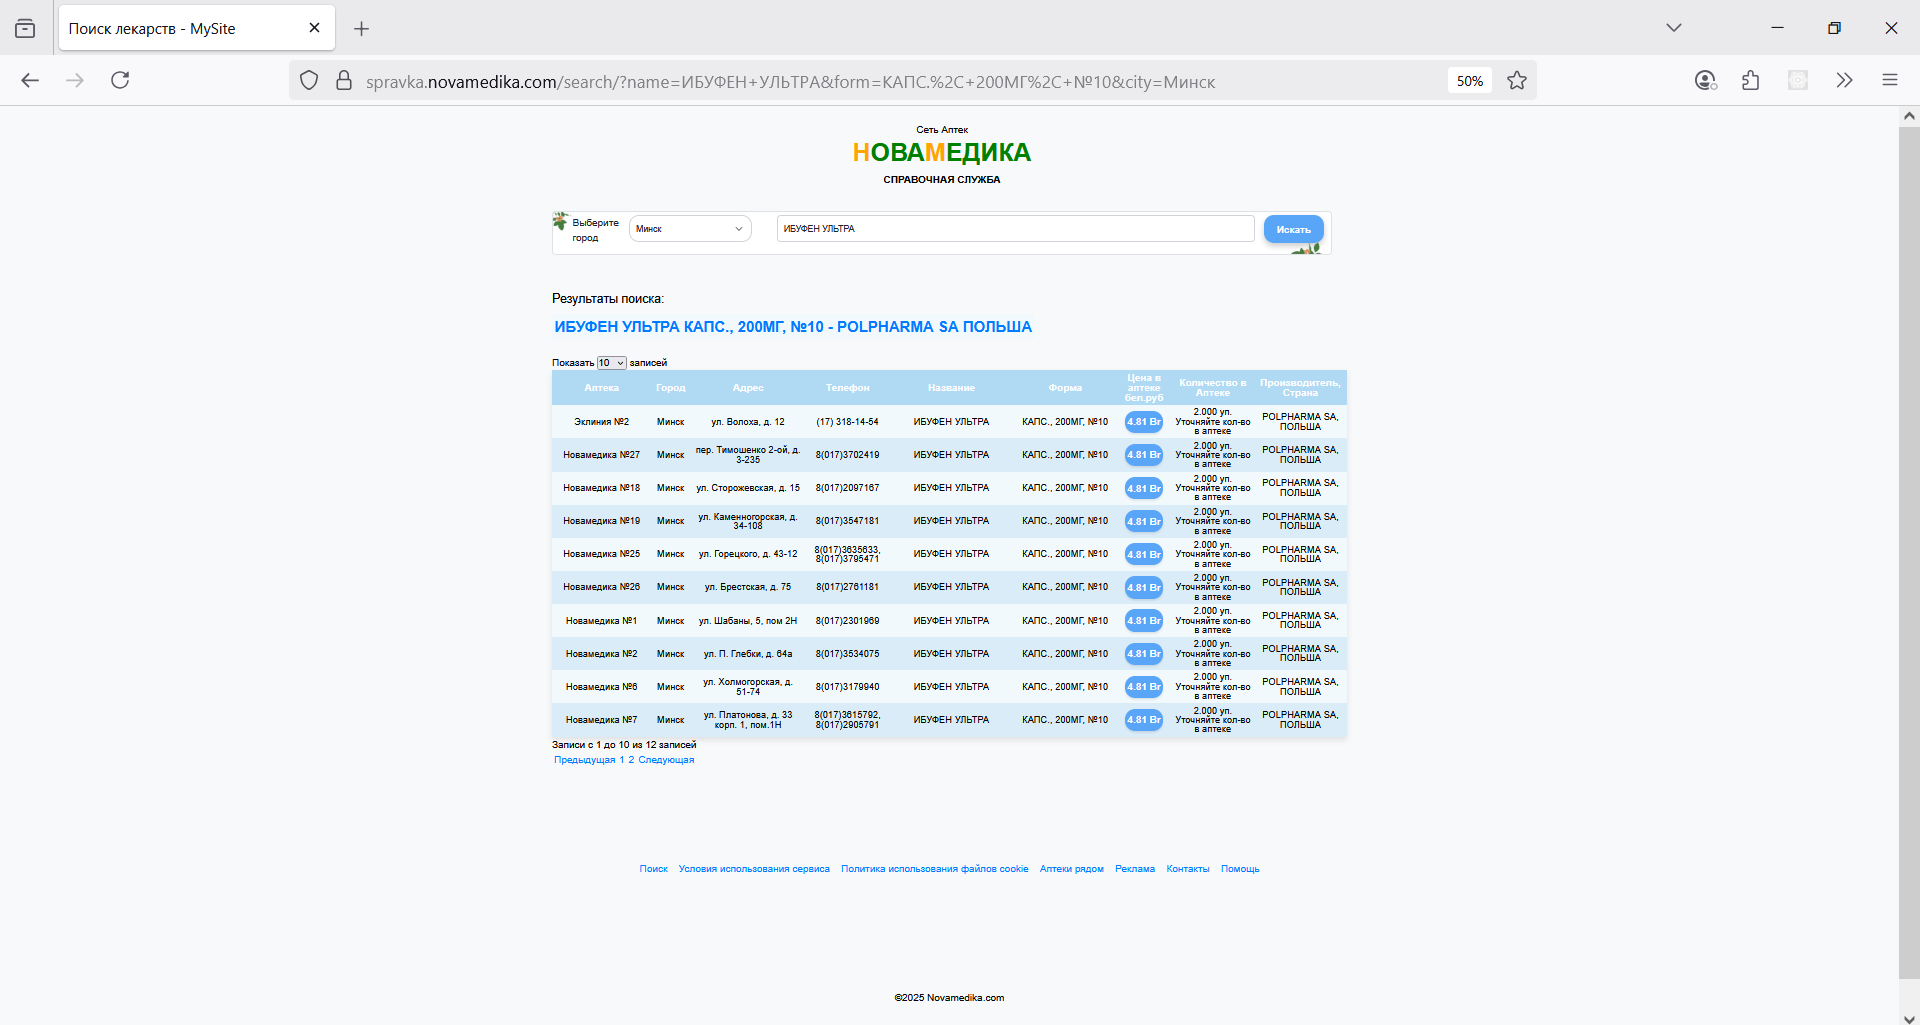 Поиск лекарств - MySite
spravka.novamedika.com/search/?name=ИБУФЕН+УЛЬТРА&form=КАПС.%2C+200МГ%2C+№10&city=Минск
50%
Сеть Аптек
НОВАМЕДИКА
СПРАВОЧНАЯ СЛУЖБА
Выберите
город
Минск
ИБУФЕН УЛЬТРА
Искать
Результаты поиска:
ИБУФЕН УЛЬТРА КАПС., 200МГ, №10 - POLPHARMA SA ПОЛЬША
Показать 10 записей
Аптека Город Адрес Телефон Название Форма Цена в аптеке бел.руб Количество в Аптеке Производитель, Страна
Эклиния №2 Минск ул. Волоха, д. 12 (17) 318-14-54 ИБУФЕН УЛЬТРА КАПС., 200МГ, №10 4.81 Br 2.000 уп. Уточняйте кол-во в аптеке POLPHARMA SA, ПОЛЬША
Новамедика №27 Минск пер. Тимошенко 2-ой, д. 3-235 8(017)3702419 ИБУФЕН УЛЬТРА КАПС., 200МГ, №10 4.81 Br 2.000 уп. Уточняйте кол-во в аптеке POLPHARMA SA, ПОЛЬША
Новамедика №18 Минск ул. Сторожевская, д. 15 8(017)2097167 ИБУФЕН УЛЬТРА КАПС., 200МГ, №10 4.81 Br 2.000 уп. Уточняйте кол-во в аптеке POLPHARMA SA, ПОЛЬША
Новамедика №19 Минск ул. Каменногорская, д. 34-108 8(017)3547181 ИБУФЕН УЛЬТРА КАПС., 200МГ, №10 4.81 Br 2.000 уп. Уточняйте кол-во в аптеке POLPHARMA SA, ПОЛЬША
Новамедика №25 Минск ул. Горецкого, д. 43-12 8(017)3635633, 8(017)3795471 ИБУФЕН УЛЬТРА КАПС., 200МГ, №10 4.81 Br 2.000 уп. Уточняйте кол-во в аптеке POLPHARMA SA, ПОЛЬША
Новамедика №26 Минск ул. Брестская, д. 75 8(017)2761181 ИБУФЕН УЛЬТРА КАПС., 200МГ, №10 4.81 Br 2.000 уп. Уточняйте кол-во в аптеке POLPHARMA SA, ПОЛЬША
Новамедика №1 Минск ул. Шабаны, 5, пом 2Н 8(017)2301969 ИБУФЕН УЛЬТРА КАПС., 200МГ, №10 4.81 Br 2.000 уп. Уточняйте кол-во в аптеке POLPHARMA SA, ПОЛЬША
Новамедика №2 Минск ул. П. Глебки, д. 64а 8(017)3534075 ИБУФЕН УЛЬТРА КАПС., 200МГ, №10 4.81 Br 2.000 уп. Уточняйте кол-во в аптеке POLPHARMA SA, ПОЛЬША
Новамедика №6 Минск ул. Холмогорская, д. 51-74 8(017)3179940 ИБУФЕН УЛЬТРА КАПС., 200МГ, №10 4.81 Br 2.000 уп. Уточняйте кол-во в аптеке POLPHARMA SA, ПОЛЬША
Новамедика №7 Минск ул. Платонова, д. 33 корп. 1, пом.1Н 8(017)3615792, 8(017)2905791 ИБУФЕН УЛЬТРА КАПС., 200МГ, №10 4.81 Br 2.000 уп. Уточняйте кол-во в аптеке POLPHARMA SA, ПОЛЬША
Записи с 1 до 10 из 12 записей
Предыдущая 1 2 Следующая
Поиск Условия использования сервиса Политика использования файлов cookie Аптеки рядом Реклама Контакты Помощь
©2025 Novamedika.com